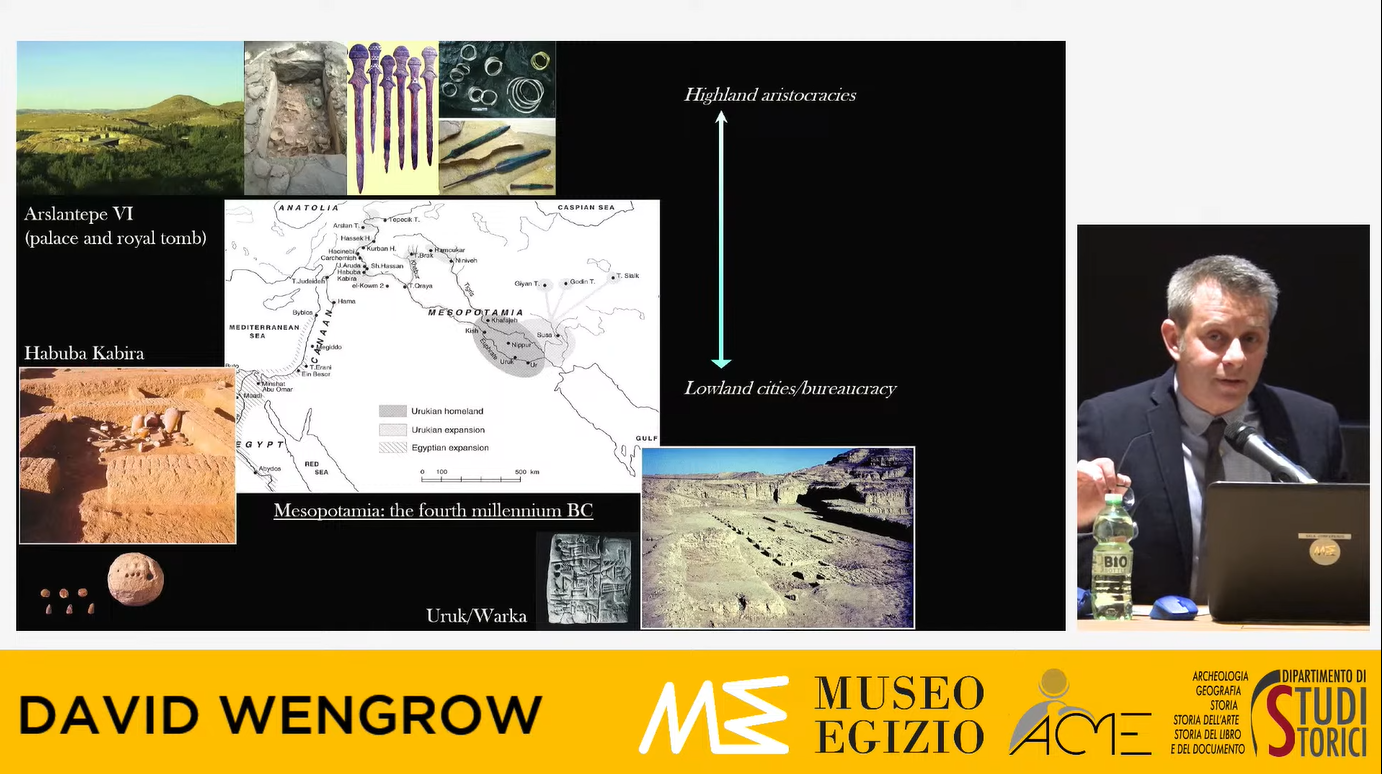 Highland aristocracies
Arslantepe VI
(palace and royal tomb)
ANATOLIA
CASPIAN SEA
Tepecik T.
Arslan T.
Hassek H.
Kurban H.
Hacinebi
Carchemish
J.Aruda
Sh.Hassan
Habuba
Kabira
T.Brak
Hamoukar
Niniveh
Khabur
T.Judeideh
el-Kowm 2
T.Qraya
Tigris
Giyan T.
Godin T.
T. Sialk
Hama
Byblos
MESOPOTAMIA
Khafajeh
MEDITERRANEAN
SEA
CANAAN
Kish
Susa
Nippur
Euphrate
Uruk
Ur
Megiddo
T.Erani
Ein Besor
Minshat
Abu Omar
Maadi
Lowland cities/bureaucracy
Habuba Kabira
Urukian homeland
Urukian expansion
Egyptian expansion
EGYPT
RED
SEA
GULF
Abydos
0 100 500 km
Mesopotamia: the fourth millennium BC
Uruk/Warka
BIO
DAVID WENGROW
MUSEO
EGIZIO
ACME
ARCHEOLOGIA
GEOGRAFIA
STORIA
STORIA DELL'ARTE
STORIA DEL LIBRO
E DEL DOCUMENTO
DIPARTIMENTO DI
STUDI
STORICI